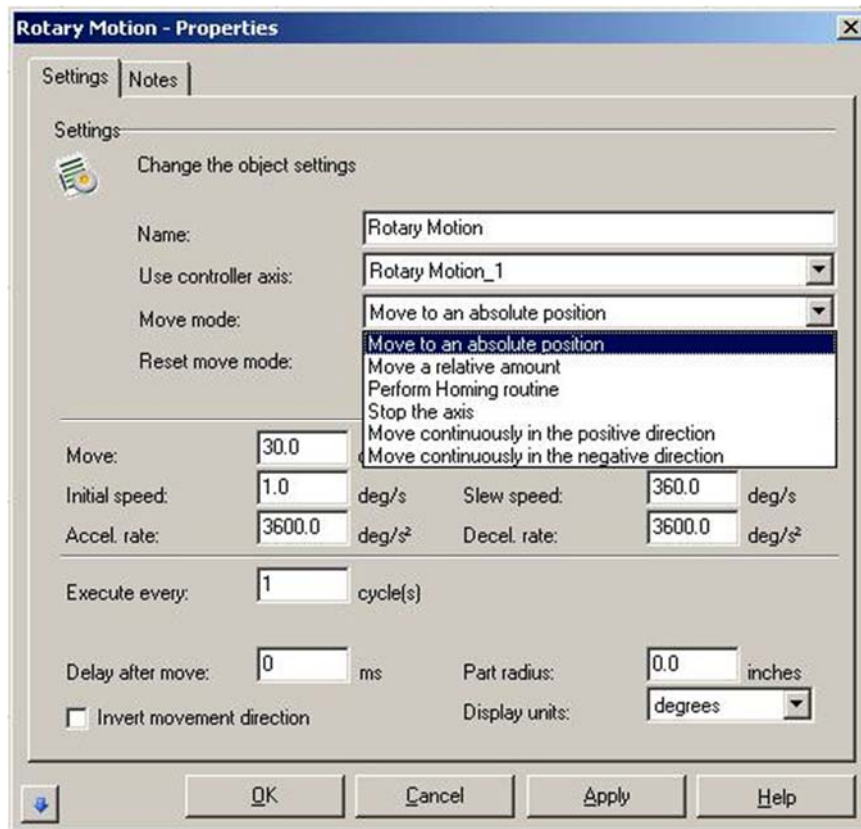 Rotary Motion - Properties
Settings Notes
Settings
Change the object settings
Name: Rotary Motion
Use controller axis: Rotary Motion_1
Move mode: Move to an absolute position
Reset move mode:
Move to an absolute position
Move a relative amount
Perform Homing routine
Stop the axis
Move continuously in the positive direction
Move continuously in the negative direction
Move: 30.0
Initial speed: 1.0 deg/s Slew speed: 360.0 deg/s
Accel. rate: 3600.0 deg/s² Decel. rate: 3600.0 deg/s²
Execute every: 1 cycle(s)
Delay after move: 0 ms Part radius: 0.0 inches
Invert movement direction Display units: degrees
OK Cancel Apply Help